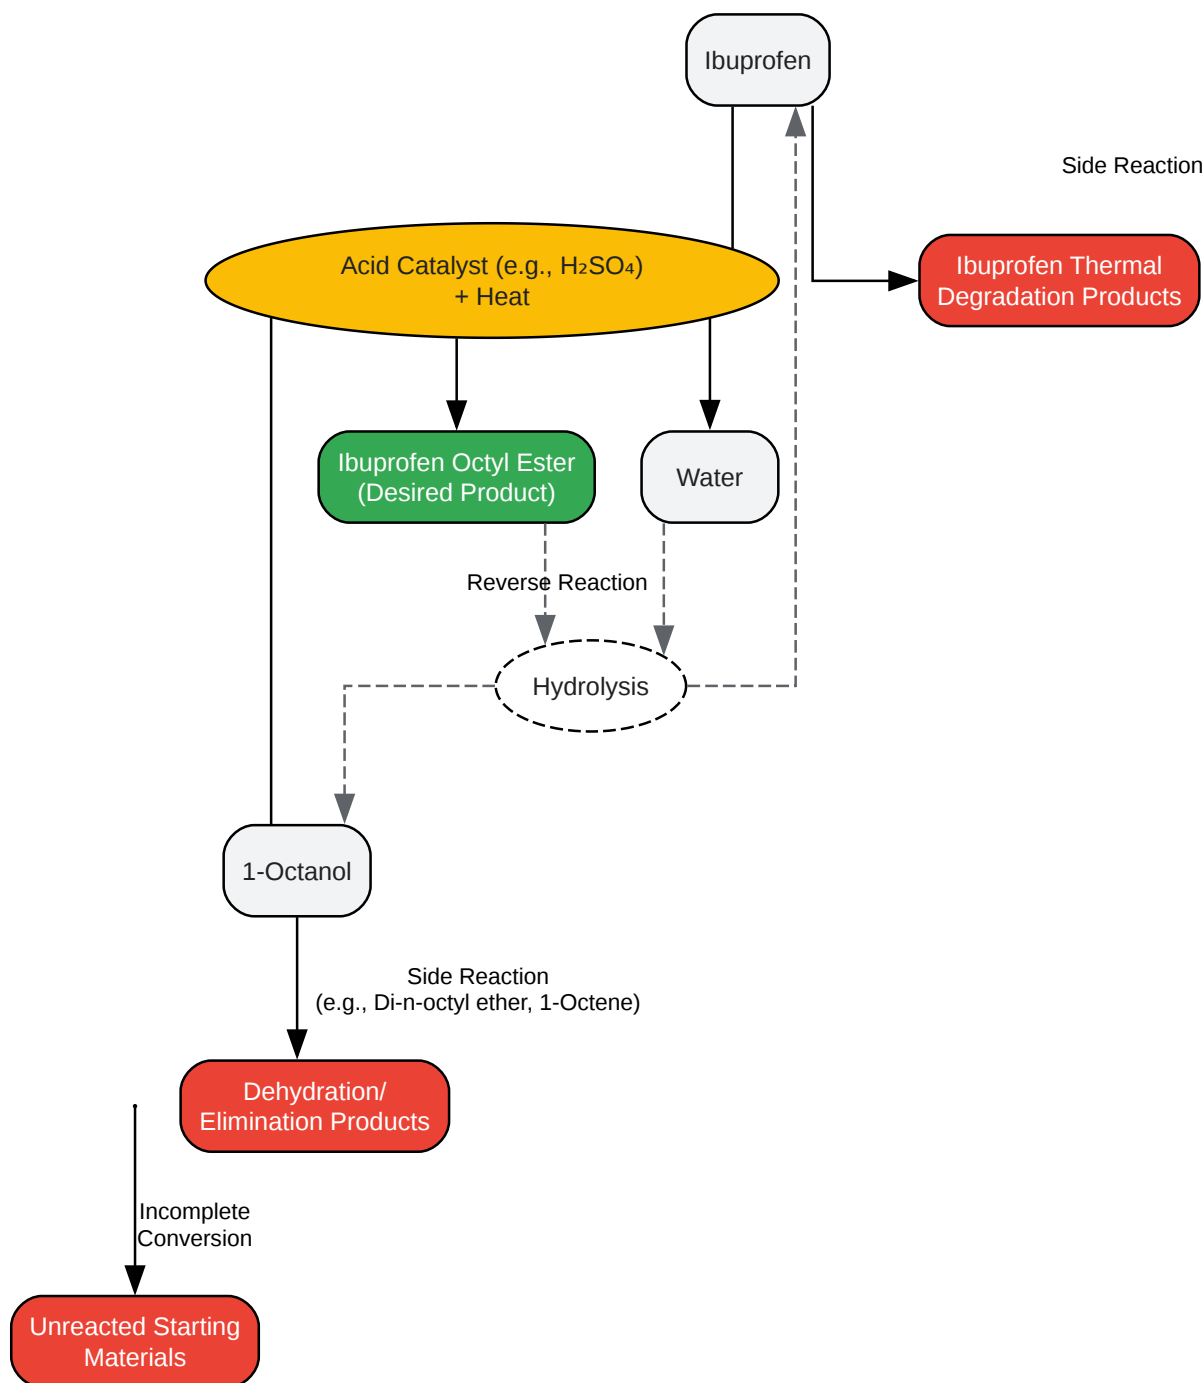 Ibuprofen
Side Reaction
Acid Catalyst (e.g., H₂SO₄)
+ Heat
Ibuprofen Thermal
Degradation Products
Ibuprofen Octyl Ester
(Desired Product)
Water
Reverse Reaction
Hydrolysis
1-Octanol
Side Reaction
(e.g., Di-n-octyl ether, 1-Octene)
Dehydration/
Elimination Products
Incomplete
Conversion
Unreacted Starting
Materials